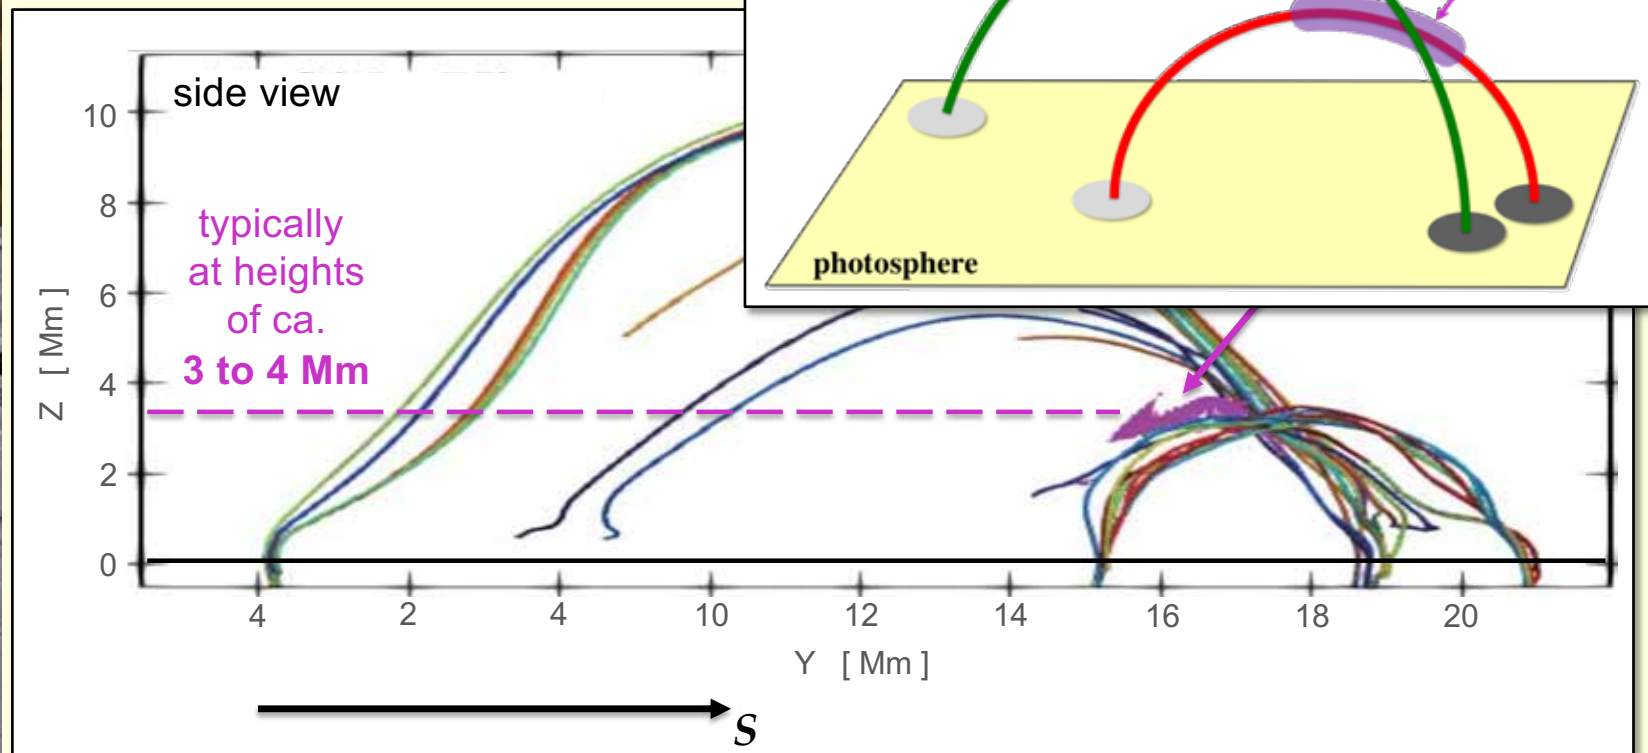 side view
typically
at heights
of ca.
3 to 4 Mm
photosphere
10
8
6
4
2
0
Z [ Mm ]
4 2 4 10 12 14 16 18 20
Y [ Mm ]
S